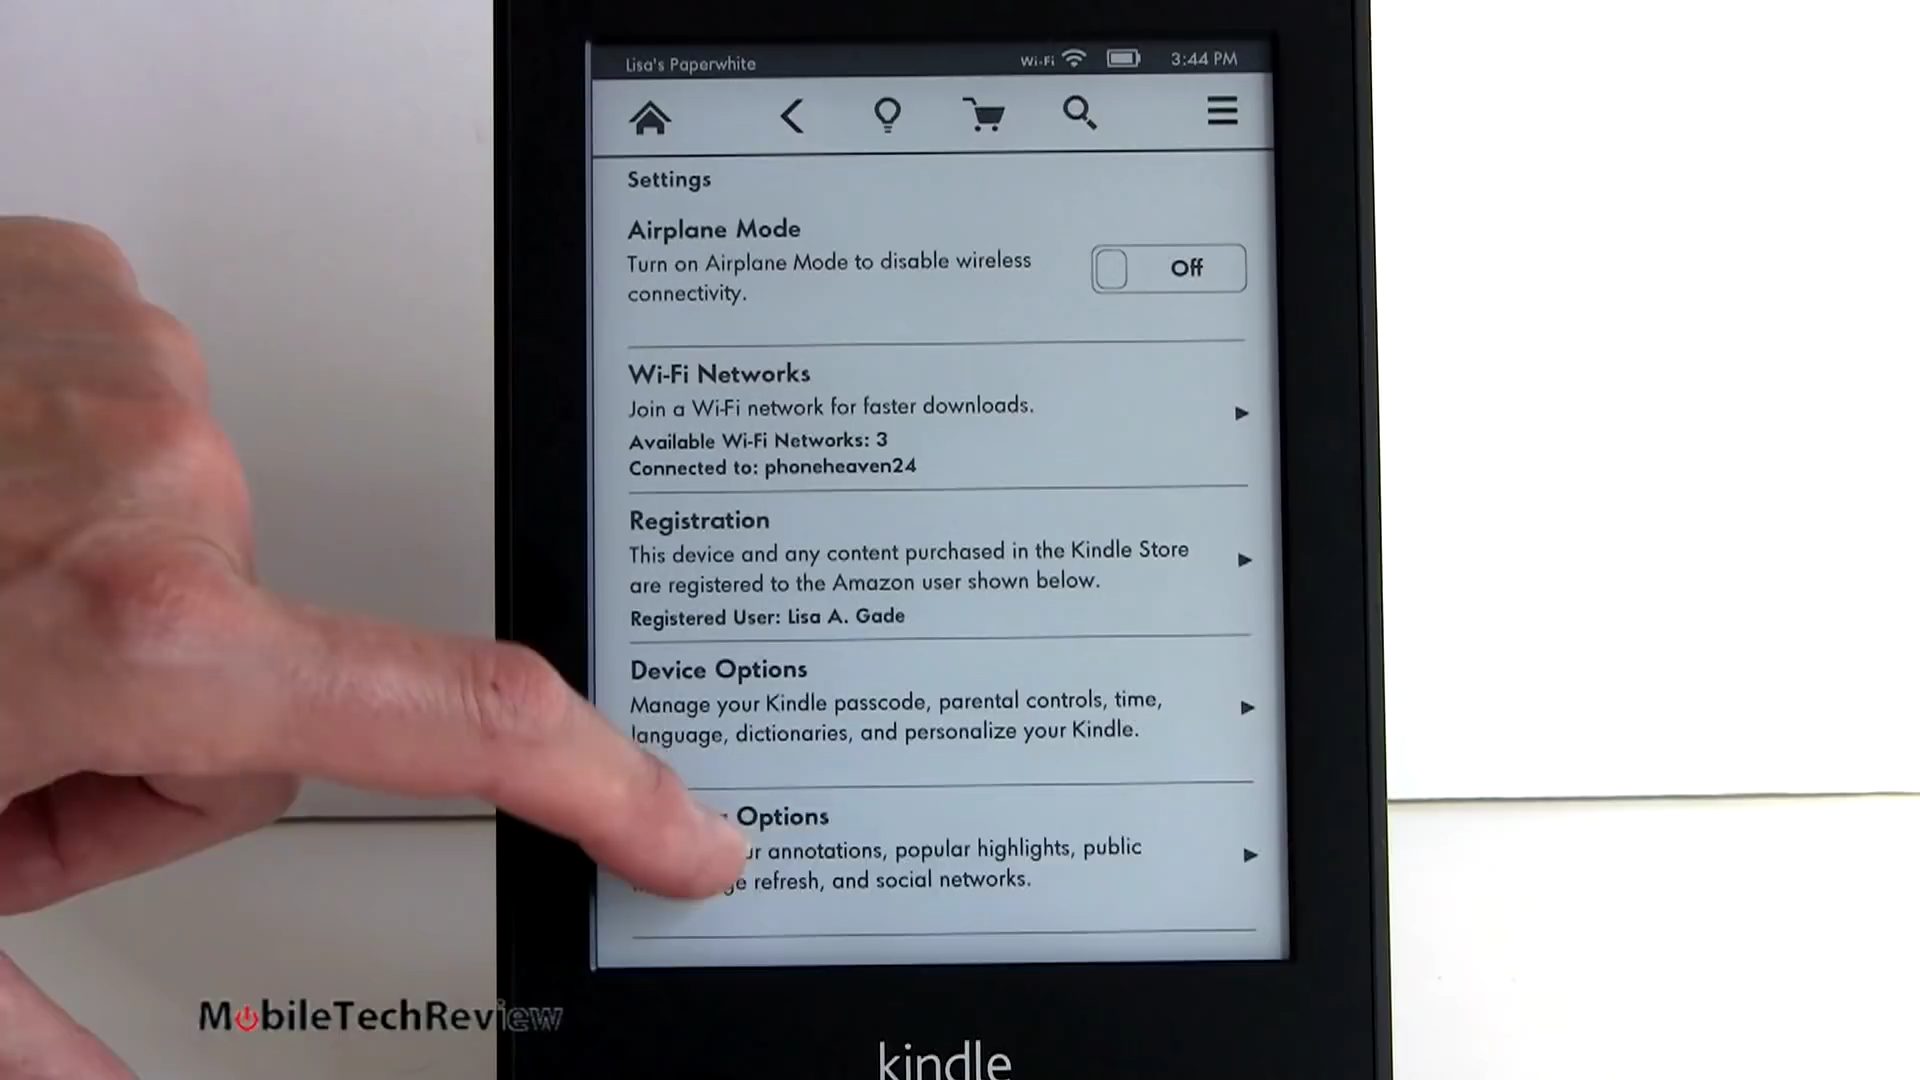 Lisa's Paperwhite Wi-Fi 3:44 PM
Settings
Airplane Mode
Turn on Airplane Mode to disable wireless
connectivity.
Off
Wi-Fi Networks
Join a Wi-Fi network for faster downloads.
Available Wi-Fi Networks: 3
Connected to: phoneheaven24
Registration
This device and any content purchased in the Kindle Store
are registered to the Amazon user shown below.
Registered User: Lisa A. Gade
Device Options
Manage your Kindle passcode, parental controls, time,
language, dictionaries, and personalize your Kindle.
Options
annotations, popular highlights, public
refresh, and social networks.
MobileTechReview
kindle